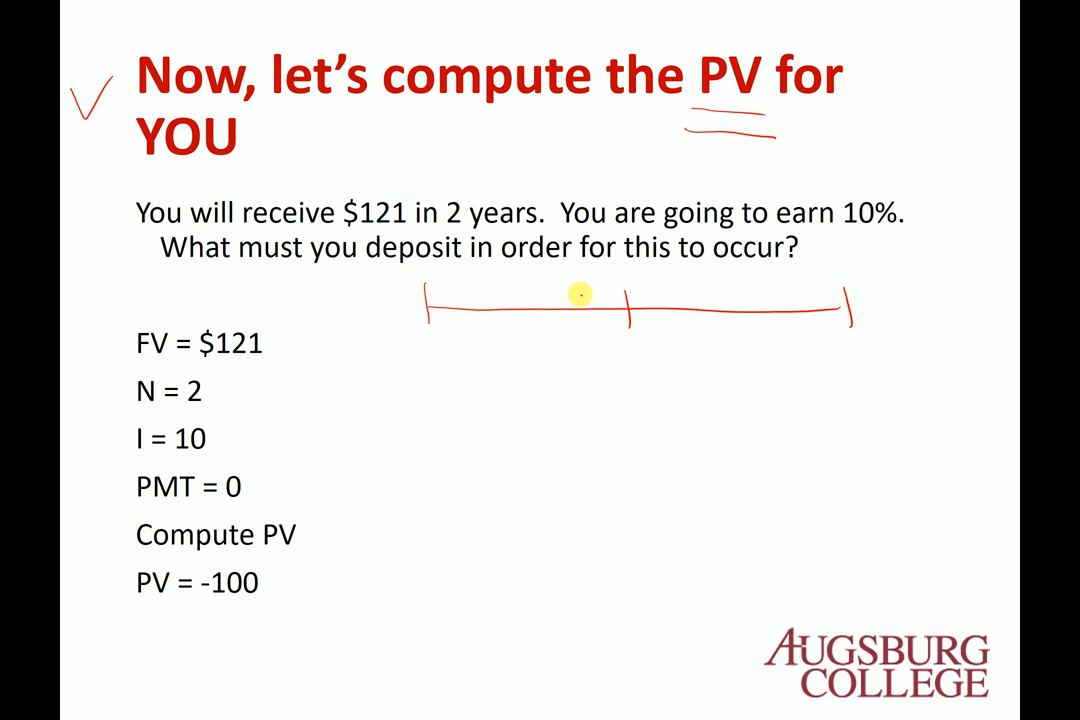 Now, let’s compute the PV for
YOU
You will receive $121 in 2 years.  You are going to earn 10%.
What must you deposit in order for this to occur?
FV = $121
N = 2
I = 10
PMT = 0
Compute PV
PV = -100
AUGSBURG
COLLEGE